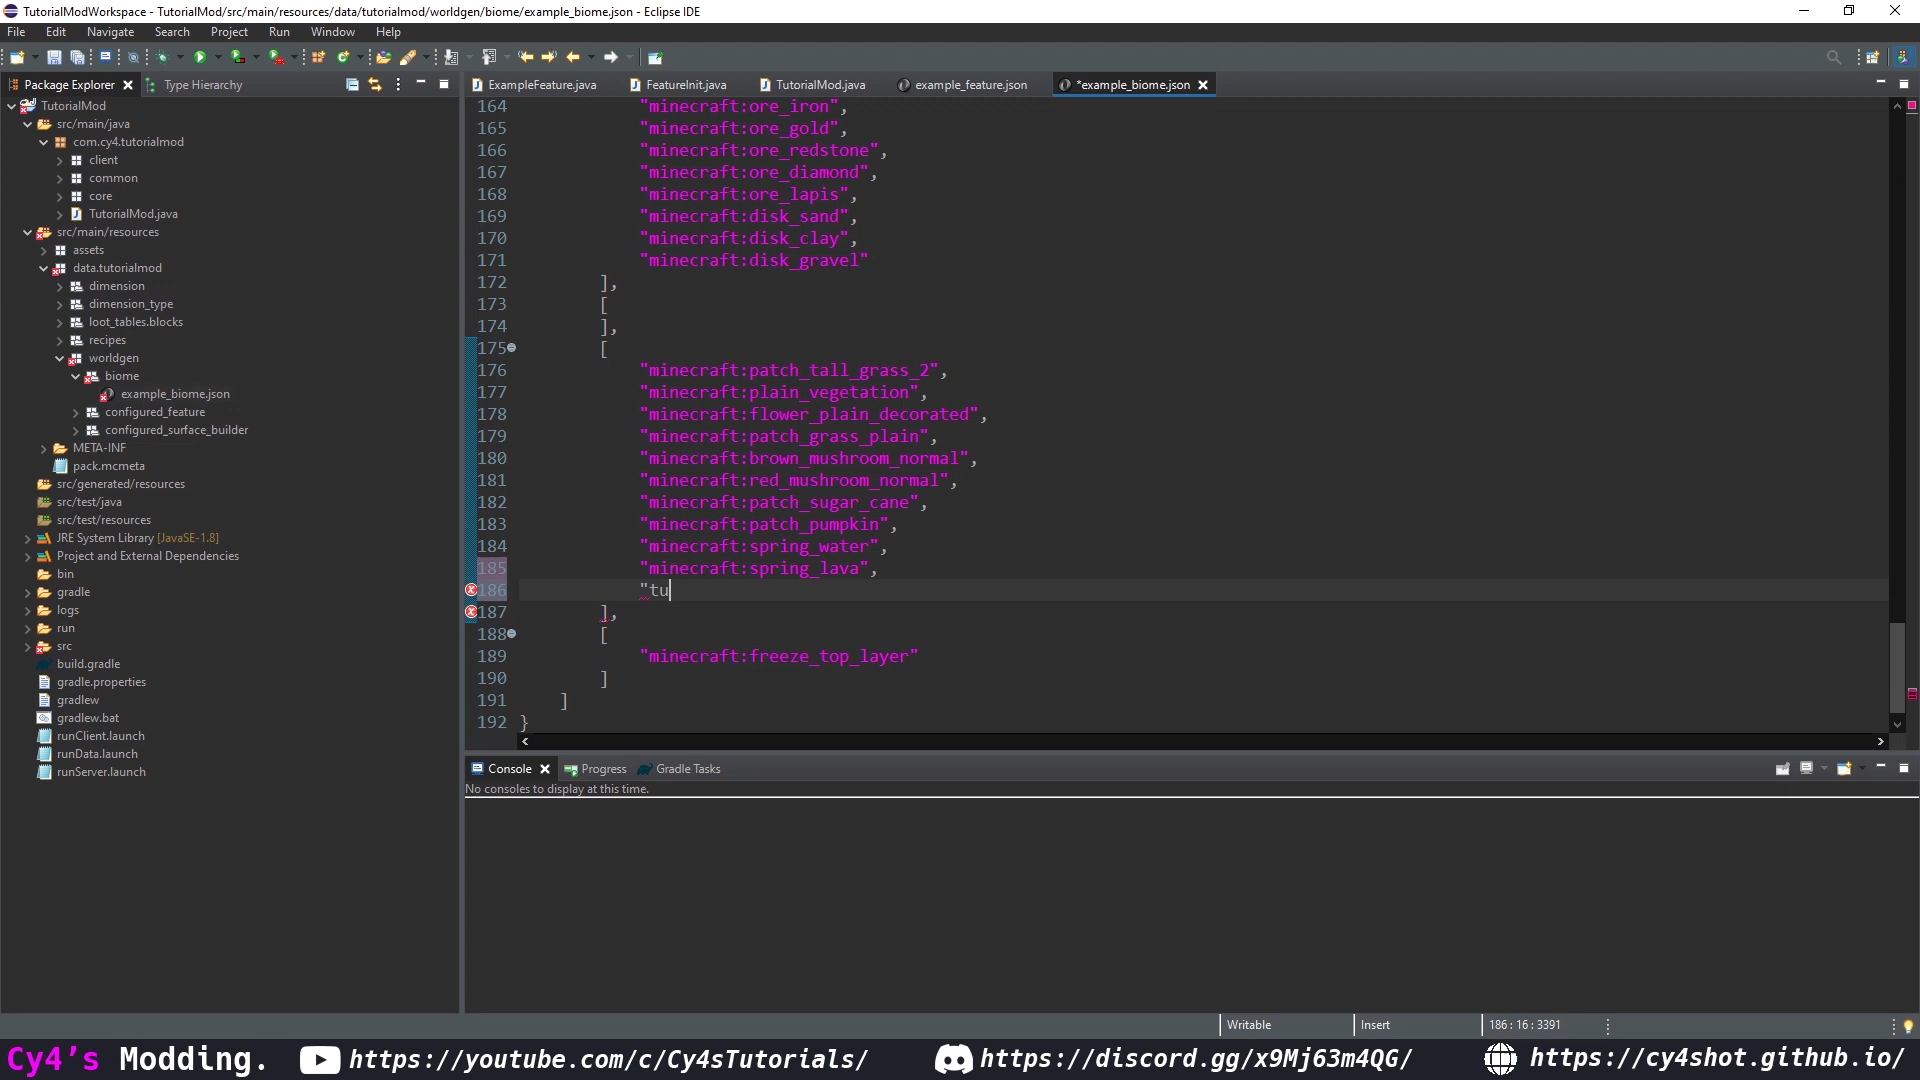 TutorialModWorkspace - TutorialMod/src/main/resources/data/tutorialmod/worldgen/biome/example_biome.json - Eclipse IDE
File Edit Navigate Search Project Run Window Help
Package Explorer Type Hierarchy
ExampleFeature.java FeatureInit.java TutorialMod.java example_feature.json *example_biome.json
TutorialMod
src/main/java
com.cy4.tutorialmod
client
common
core
TutorialMod.java
src/main/resources
assets
data.tutorialmod
dimension
dimension_type
loot_tables.blocks
recipes
worldgen
biome
example_biome.json
configured_feature
configured_surface_builder
META-INF
pack.mcmeta
src/generated/resources
src/test/java
src/test/resources
JRE System Library [JavaSE-1.8]
Project and External Dependencies
bin
gradle
logs
run
src
build.gradle
gradle.properties
gradlew
gradlew.bat
runClient.launch
runData.launch
runServer.launch
164 "minecraft:ore_iron",
165 "minecraft:ore_gold",
166 "minecraft:ore_redstone",
167 "minecraft:ore_diamond",
168 "minecraft:ore_lapis",
169 "minecraft:disk_sand",
170 "minecraft:disk_clay",
171 "minecraft:disk_gravel"
172 ],
173 [
174 ],
175 [
176 "minecraft:patch_tall_grass_2",
177 "minecraft:plain_vegetation",
178 "minecraft:flower_plain_decorated",
179 "minecraft:patch_grass_plain",
180 "minecraft:brown_mushroom_normal",
181 "minecraft:red_mushroom_normal",
182 "minecraft:patch_sugar_cane",
183 "minecraft:patch_pumpkin",
184 "minecraft:spring_water",
185 "minecraft:spring_lava",
186 "tu
187 ],
188 [
189 "minecraft:freeze_top_layer"
190 ]
191 ]
192 }
Console Progress Gradle Tasks
No consoles to display at this time.
Writable Insert 186 : 16 : 3391
Cy4's Modding. https://youtube.com/c/Cy4sTutorials/ https://discord.gg/x9Mj63m4QG/ https://cy4shot.github.io/